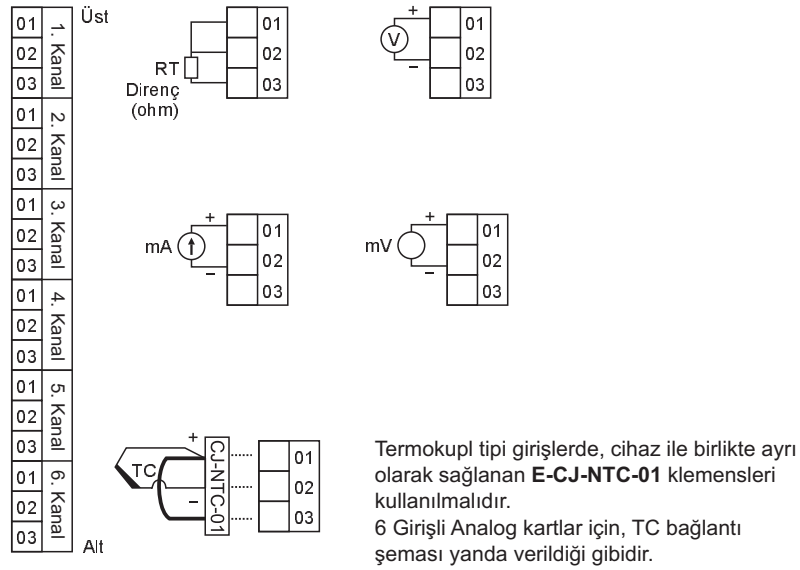 Üst
01
02
03
1. Kanal
01
02
03
2. Kanal
01
02
03
3. Kanal
01
02
03
4. Kanal
01
02
03
5. Kanal
01
02
03
6. Kanal
Alt
RT
Direnç
(ohm)
01
02
03
+
V
–
01
02
03
mA
+
–
01
02
03
mV
+
–
01
02
03
TC
+
–
CJ-NTC-01
01
02
03
Termokupl tipi girişlerde, cihaz ile birlikte ayrı
olarak sağlanan E-CJ-NTC-01 klemensleri
kullanılmalıdır.
6 Girişli Analog kartlar için, TC bağlantı
şeması yanda verildiği gibidir.